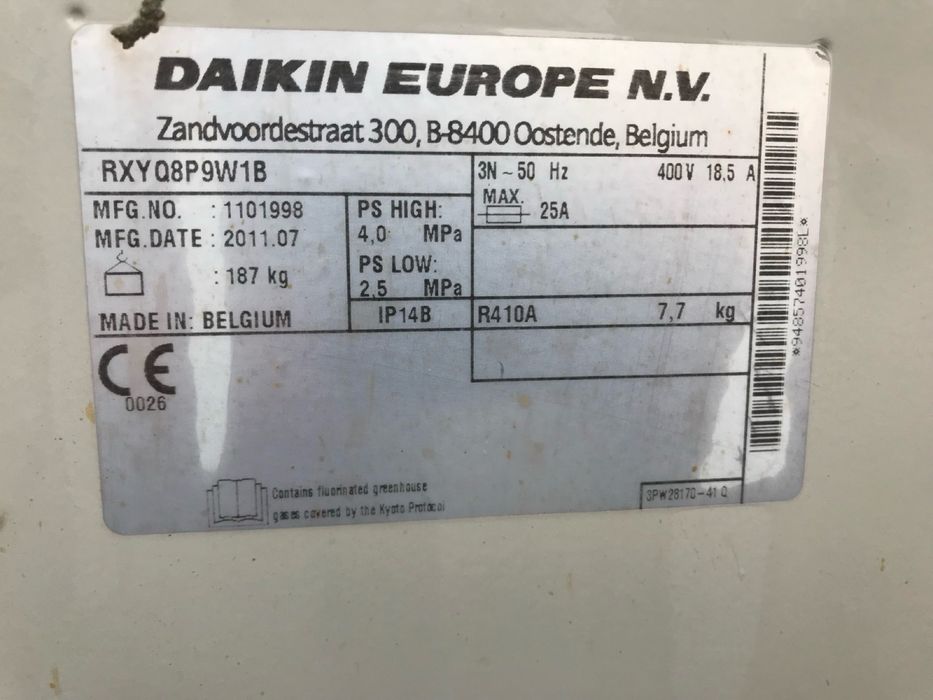 DAIKIN EUROPE N.V.
Zandvoordestraat 300, B-8400 Oostende, Belgium
RXYQ8P9W1B
3N ~ 50 Hz 400V 18,5 A
MAX.
25A
MFG.NO. : 1101998
MFG.DATE : 2011.07
: 187 kg
MADE IN: BELGIUM
PS HIGH:
4,0 MPa
PS LOW:
2,5 MPa
IP14B
R410A 7,7 kg
CE
0026
Contains fluorinated greenhouse
gases covered by the Kyoto Protocol
3PW28170-41 Q
*94857401998L*